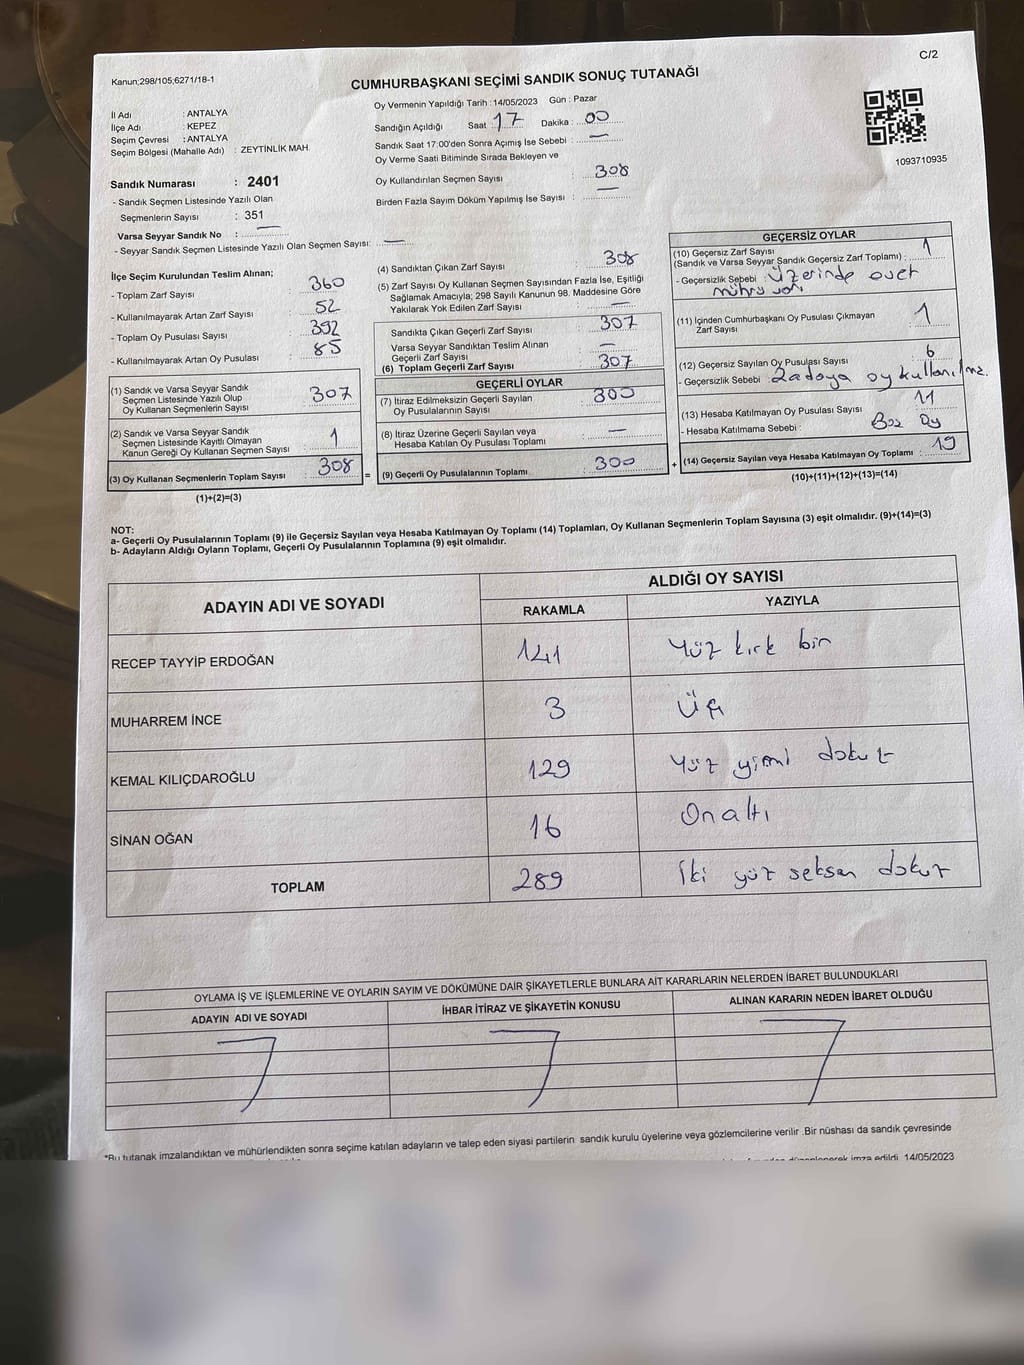 C/2
Kanun;298/105;6271/18-1
CUMHURBAŞKANI SEÇİMİ SANDIK SONUÇ TUTANAĞI
İl Adı : ANTALYA
İlçe Adı : KEPEZ
Seçim Çevresi : ANTALYA
Seçim Bölgesi (Mahalle Adı) : ZEYTİNLİK MAH.
Sandık Numarası : 2401
- Sandık Seçmen Listesinde Yazılı Olan
Seçmenlerin Sayısı : 351
Varsa Seyyar Sandık No : —
- Seyyar Sandık Seçmen Listesinde Yazılı Olan Seçmen Sayısı: —
Oy Vermenin Yapıldığı Tarih : 14/05/2023 Gün : Pazar
Sandığın Açıldığı Saat : 17 Dakika : 00
Sandık Saat 17:00'den Sonra Açımış İse Sebebi : —
Oy Verme Saati Bitiminde Sırada Bekleyen ve
Oy Kullandırılan Seçmen Sayısı : 308
Birden Fazla Sayım Döküm Yapılmış İse Sayısı : —
1093710935
İlçe Seçim Kurulundan Teslim Alınan;
- Toplam Zarf Sayısı : 360
- Kullanılmayarak Artan Zarf Sayısı : 52
- Toplam Oy Pusulası Sayısı : 392
- Kullanılmayarak Artan Oy Pusulası : 85
(1) Sandık ve Varsa Seyyar Sandık
Seçmen Listesinde Yazılı Olup
Oy Kullanan Seçmenlerin Sayısı : 307
(2) Sandık ve Varsa Seyyar Sandık
Seçmen Listesinde Kayıtlı Olmayan
Kanun Gereği Oy Kullanan Seçmen Sayısı : 1
(3) Oy Kullanan Seçmenlerin Toplam Sayısı : 308 =
(1)+(2)=(3)
(4) Sandıktan Çıkan Zarf Sayısı : 308
(5) Zarf Sayısı Oy Kullanan Seçmen Sayısından Fazla İse, Eşitliği
Sağlamak Amacıyla; 298 Sayılı Kanunun 98. Maddesine Göre
Yakılarak Yok Edilen Zarf Sayısı : —
Sandıkta Çıkan Geçerli Zarf Sayısı : 307
Varsa Seyyar Sandıktan Teslim Alınan
Geçerli Zarf Sayısı : —
(6) Toplam Geçerli Zarf Sayısı : 307
GEÇERLİ OYLAR
(7) İtiraz Edilmeksizin Geçerli Sayılan
Oy Pusulalarının Sayısı : 300
(8) İtiraz Üzerine Geçerli Sayılan veya
Hesaba Katılan Oy Pusulası Toplamı : —
(9) Geçerli Oy Pusulalarının Toplamı : 300 +
GEÇERSİZ OYLAR
(10) Geçersiz Zarf Sayısı
(Sandık ve Varsa Seyyar Sandık Geçersiz Zarf Toplamı) : 1
- Geçersizlik Sebebi : Üzerinde evet
mührü var
(11) İçinden Cumhurbaşkanı Oy Pusulası Çıkmayan
Zarf Sayısı : 1
(12) Geçersiz Sayılan Oy Pusulası Sayısı : 6
- Geçersizlik Sebebi : 2 adaya oy kullanılmz.
(13) Hesaba Katılmayan Oy Pusulası Sayısı : 11
- Hesaba Katılmama Sebebi : Boş Oy
(14) Geçersiz Sayılan veya Hesaba Katılmayan Oy Toplamı : 19
(10)+(11)+(12)+(13)=(14)
NOT:
a- Geçerli Oy Pusulalarının Toplamı (9) ile Geçersiz Sayılan veya Hesaba Katılmayan Oy Toplamı (14) Toplamları, Oy Kullanan Seçmenlerin Toplam Sayısına (3) eşit olmalıdır. (9)+(14)=(3)
b- Adayların Aldığı Oyların Toplamı, Geçerli Oy Pusulalarının Toplamına (9) eşit olmalıdır.
ADAYIN ADI VE SOYADI ALDIĞI OY SAYISI
RAKAMLA YAZIYLA
RECEP TAYYİP ERDOĞAN 141 Yüz kırk bir
MUHARREM İNCE 3 Üç
KEMAL KILIÇDAROĞLU 129 Yüz yirmi dokuz
SİNAN OĞAN 16 Onaltı
TOPLAM 289 İki yüz seksen dokuz
OYLAMA İŞ VE İŞLEMLERİNE VE OYLARIN SAYIM VE DÖKÜMÜNE DAİR ŞİKAYETLERLE BUNLARA AİT KARARLARIN NELERDEN İBARET BULUNDUKLARI
ADAYIN ADI VE SOYADI İHBAR İTİRAZ VE ŞİKAYETİN KONUSU ALINAN KARARIN NEDEN İBARET OLDUĞU
*Bu tutanak imzalandıktan ve mühürlendikten sonra seçime katılan adayların ve talep eden siyasi partilerin sandık kurulu üyelerine veya gözlemcilerine verilir .Bir nüshası da sandık çevresinde
imza edildi. 14/05/2023